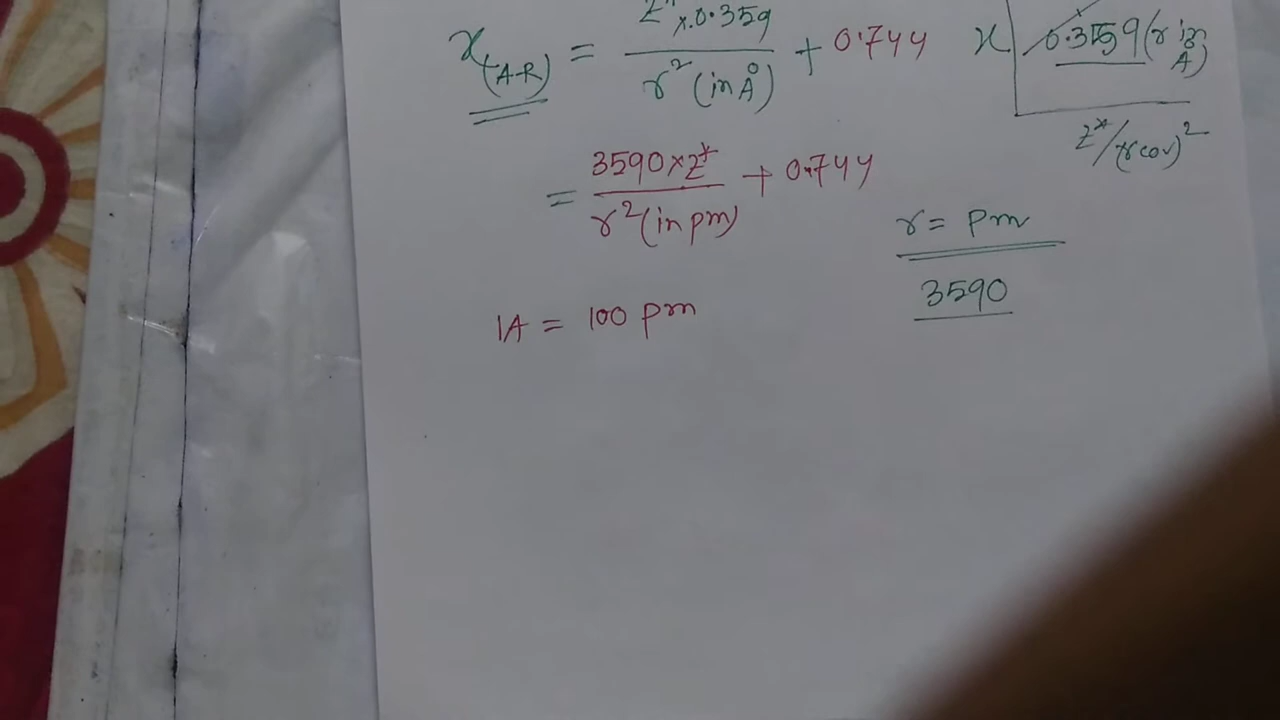 x(A-R) = Z* × 0.359 / r² (in Å) + 0.744
= 3590 × Z* / r² (in pm) + 0.744
1A = 100 pm
x
0.359 (r in Å)
Z*/(r cov)²
r = pm
3590